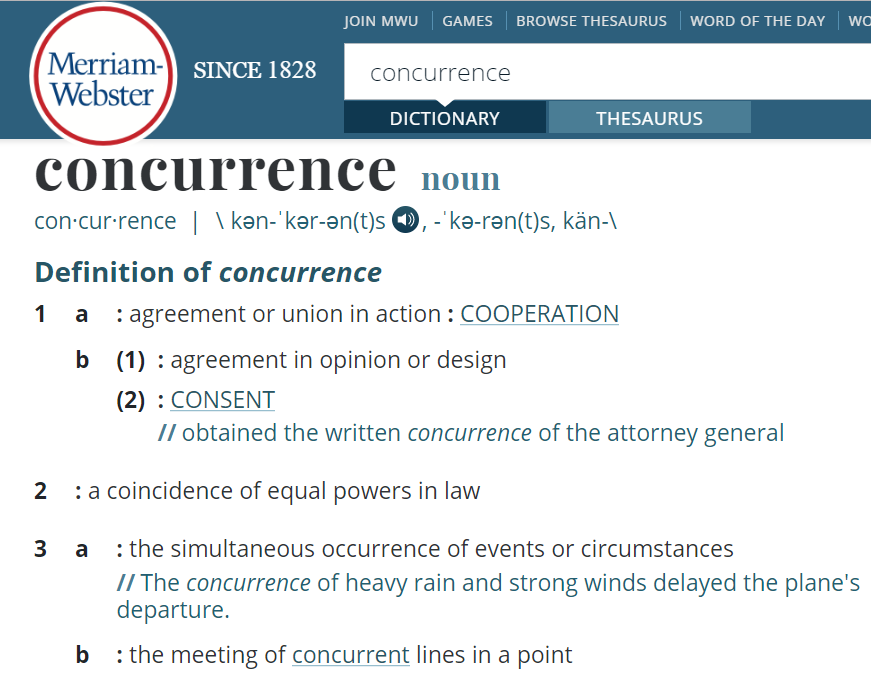 JOIN MWU GAMES BROWSE THESAURUS WORD OF THE DAY WO
Merriam-
Webster
SINCE 1828
concurrence
DICTIONARY THESAURUS
concurrence noun
con·cur·rence | \ kən-ˈkər-ən(t)s , -ˈkə-rən(t)s, kän-\
Definition of concurrence
1 a : agreement or union in action : COOPERATION
b (1) : agreement in opinion or design
(2) : CONSENT
// obtained the written concurrence of the attorney general
2 : a coincidence of equal powers in law
3 a : the simultaneous occurrence of events or circumstances
// The concurrence of heavy rain and strong winds delayed the plane's
departure.
b : the meeting of concurrent lines in a point